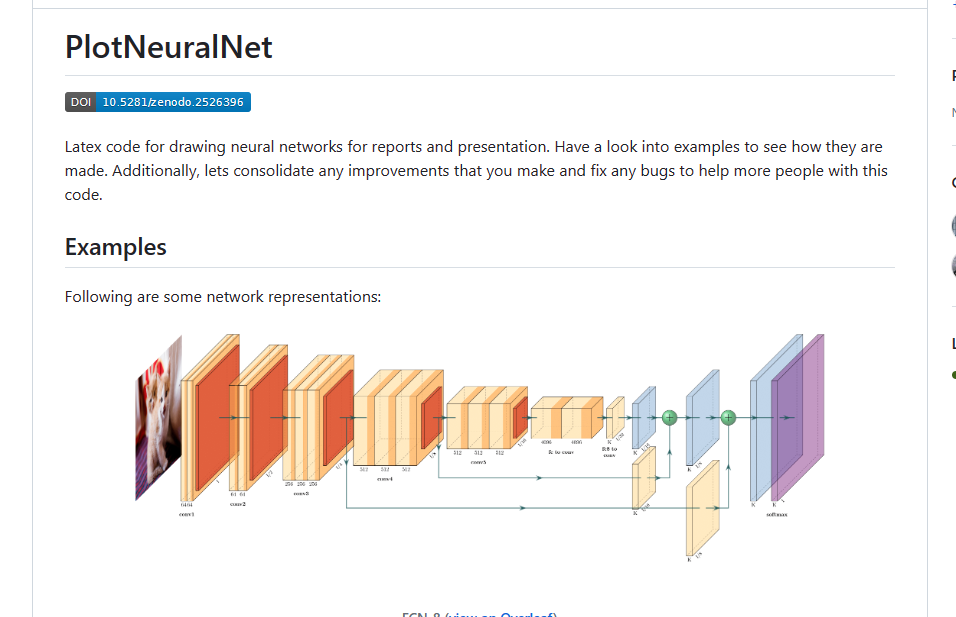 PlotNeuralNet
DOI 10.5281/zenodo.2526396
Latex code for drawing neural networks for reports and presentation. Have a look into examples to see how they are
made. Additionally, lets consolidate any improvements that you make and fix any bugs to help more people with this
code.
Examples
Following are some network representations:
64 64
conv1
64 64
conv2
256 256 256
conv3
512 512 512
conv4
512 512 512
conv5
4096 4096
fc to conv
K
K
K
K
K
K
K
softmax
FCN-8 (view on Overleaf)